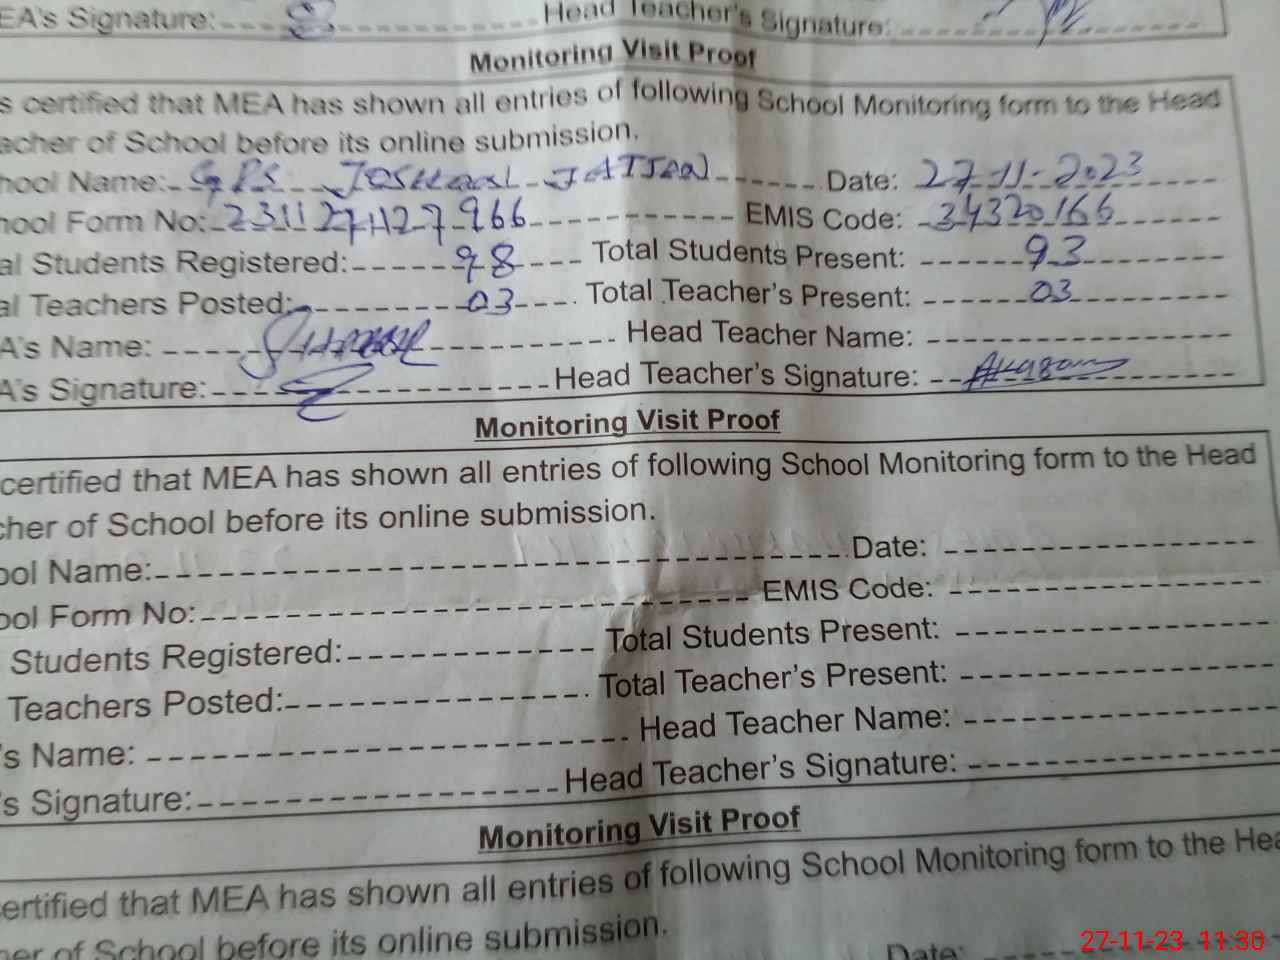 EA's Signature: Head Teacher's Signature:
Monitoring Visit Proof
s certified that MEA has shown all entries of following School Monitoring form to the Head
acher of School before its online submission.
hool Name: GPS JATIAN Date: 27-11-2023
hool Form No: 2311271127966 EMIS Code: 34320166
al Students Registered: 98 Total Students Present: 93
al Teachers Posted: 03 Total Teacher's Present: 03
A's Name: Head Teacher Name:
A's Signature: Head Teacher's Signature:
Monitoring Visit Proof
certified that MEA has shown all entries of following School Monitoring form to the Head
cher of School before its online submission.
ool Name: Date:
ool Form No: EMIS Code:
Students Registered: Total Students Present:
Teachers Posted: Total Teacher's Present:
's Name: Head Teacher Name:
's Signature: Head Teacher's Signature:
Monitoring Visit Proof
ertified that MEA has shown all entries of following School Monitoring form to the Hea
her of School before its online submission.
Date:
27-11-23 11:30